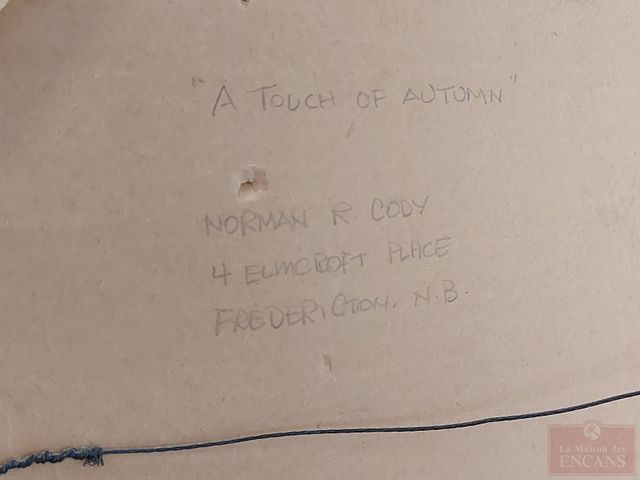 "A TOUCH OF AUTUMN"
NORMAN R. CODY
4 ELMCROFT PLACE
FREDERICTON. N.B.
La Maison des
ENCANS